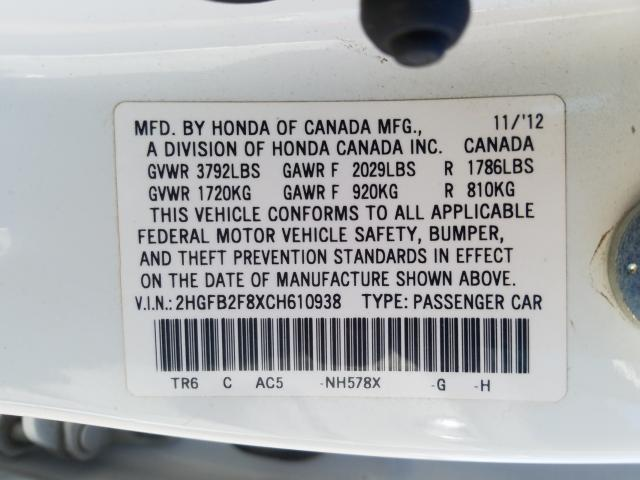 MFD. BY HONDA OF CANADA MFG., 11/'12
A DIVISION OF HONDA CANADA INC. CANADA
GVWR 3792LBS GAWR F 2029LBS R 1786LBS
GVWR 1720KG GAWR F 920KG R 810KG
THIS VEHICLE CONFORMS TO ALL APPLICABLE
FEDERAL MOTOR VEHICLE SAFETY, BUMPER,
AND THEFT PREVENTION STANDARDS IN EFFECT
ON THE DATE OF MANUFACTURE SHOWN ABOVE.
V.I.N.: 2HGFB2F8XCH610938 TYPE: PASSENGER CAR
TR6 C AC5 -NH578X -G -H